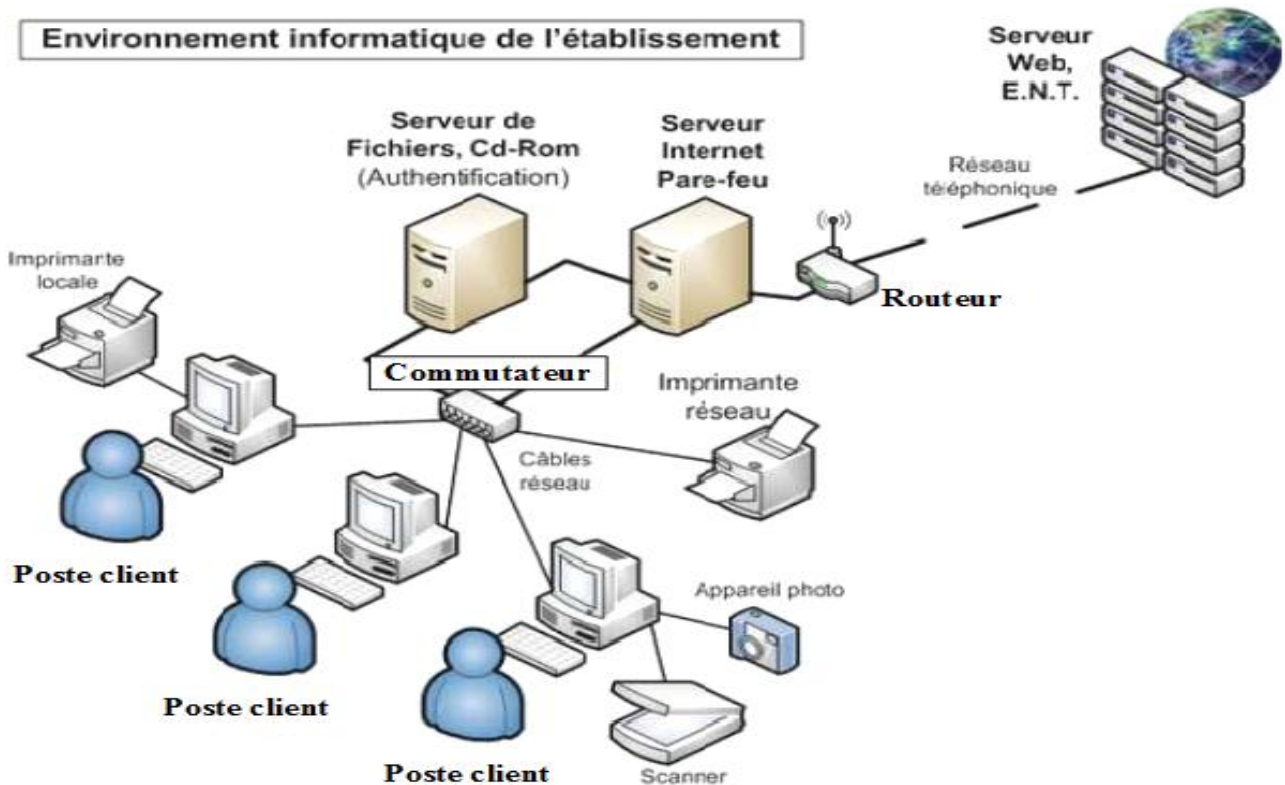 Environnement informatique de l'établissement
Serveur
Web,
E.N.T.
Serveur de
Fichiers, Cd-Rom
(Authentification)
Serveur
Internet
Pare-feu
Réseau
téléphonique
Imprimante
locale
Routeur
Commutateur
Imprimante
réseau
Câbles
réseau
Poste client
Appareil photo
Poste client
Poste client
Scanner